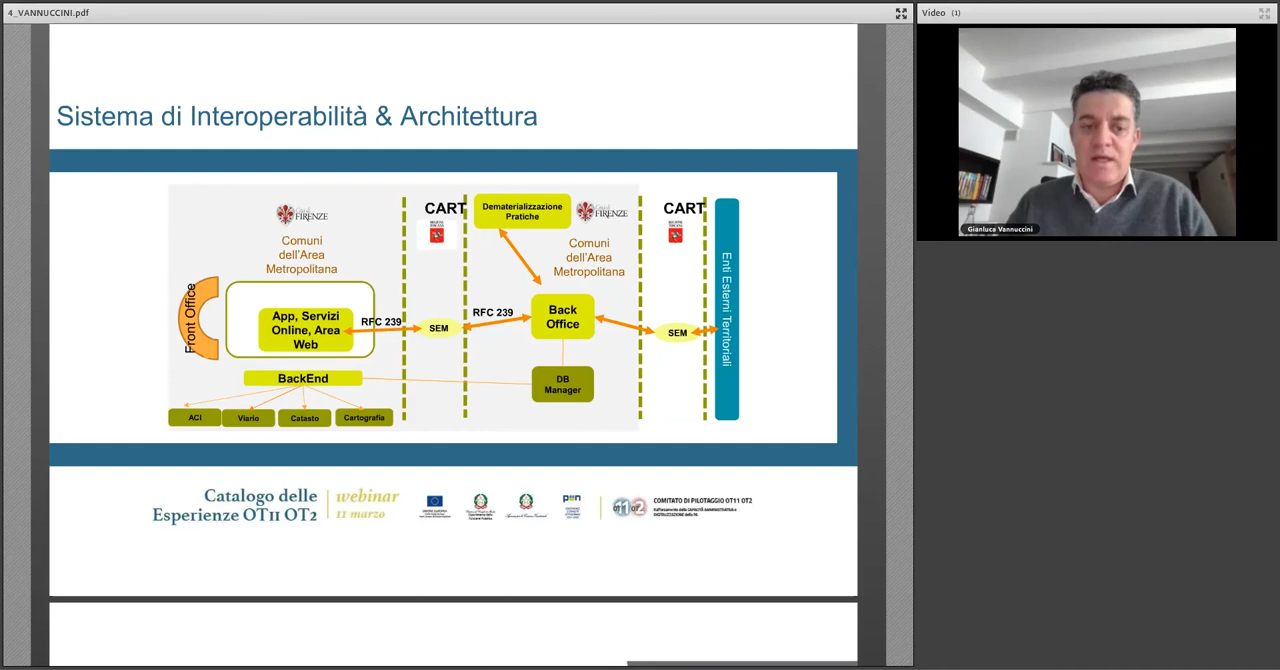 4_VANNUCCINI.pdf
Video (1)
Sistema di Interoperabilità & Architettura
FIRENZE
Comuni
dell'Area
Metropolitana
Front Office
App, Servizi
Online, Area
Web
RFC 239
BackEnd
ACI
Viario
Catasto
Cartografia
CART
SEM
RFC 239
Dematerializzazione
Pratiche
FIRENZE
Comuni
dell'Area
Metropolitana
Back
Office
DB
Manager
CART
SEM
Enti Esterni Territoriali
Gianluca Vannuccini
Catalogo delle
Esperienze OT11 OT2
webinar
11 marzo
COMITATO DI PILOTAGGIO OT11 OT2